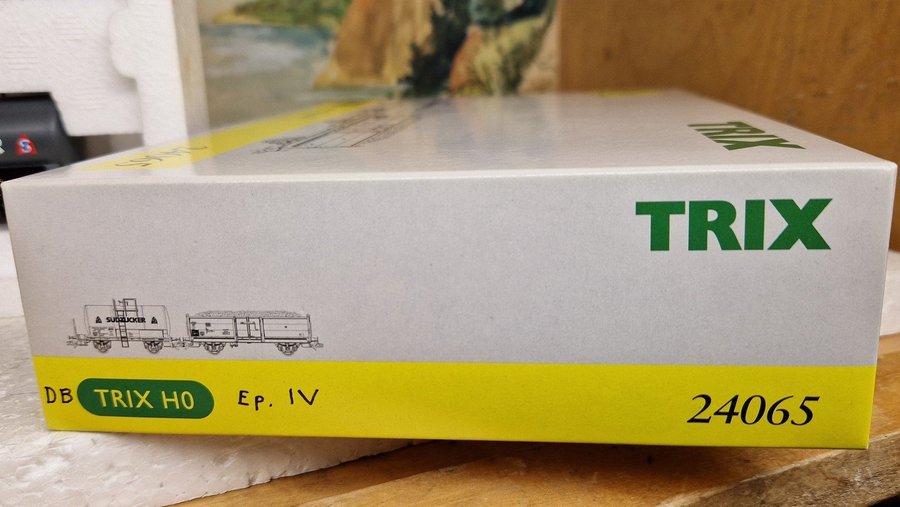 TRIX
TRIX
SÜDZUCKER
DB TRIX H0 Ep. IV 24065